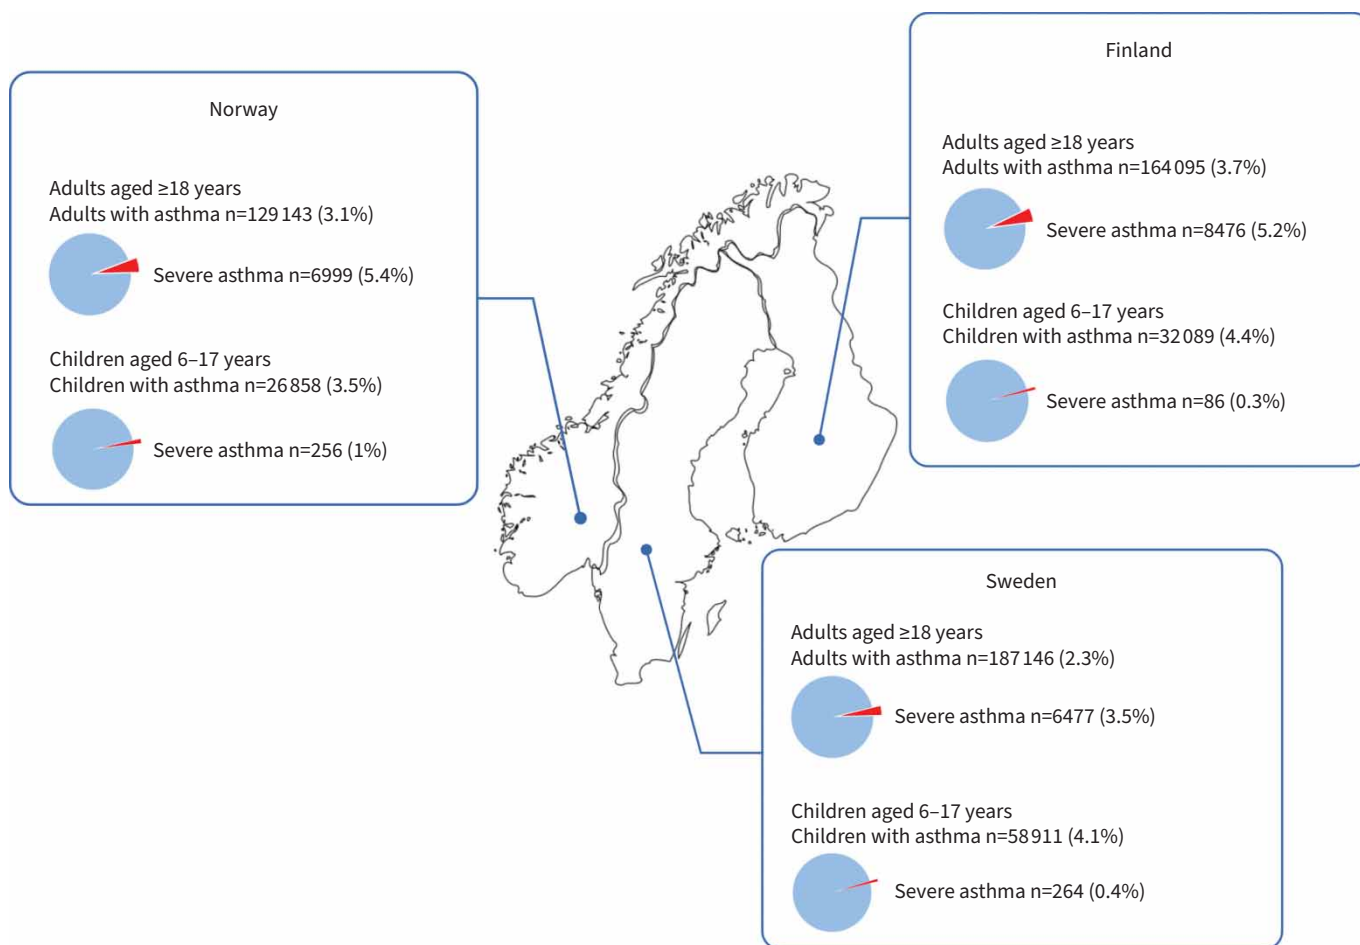 Norway
Adults aged ≥18 years
Adults with asthma n=129 143 (3.1%)
Severe asthma n=6999 (5.4%)
Children aged 6–17 years
Children with asthma n=26 858 (3.5%)
Severe asthma n=256 (1%)
Finland
Adults aged ≥18 years
Adults with asthma n=164 095 (3.7%)
Severe asthma n=8476 (5.2%)
Children aged 6–17 years
Children with asthma n=32 089 (4.4%)
Severe asthma n=86 (0.3%)
Sweden
Adults aged ≥18 years
Adults with asthma n=187 146 (2.3%)
Severe asthma n=6477 (3.5%)
Children aged 6–17 years
Children with asthma n=58 911 (4.1%)
Severe asthma n=264 (0.4%)